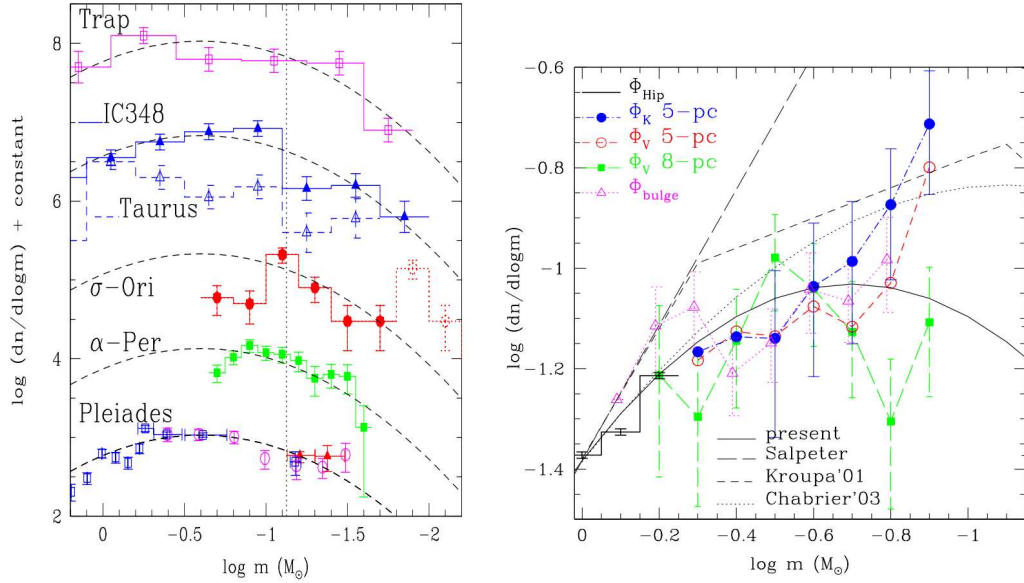 Trap
IC348
Taurus
σ-Ori
α-Per
Pleiades
8
6
4
2
0
−0.5
−1
−1.5
−2
log m (M⊙)
log (dn/dlogm) + constant
Φ_Hip
Φ_K 5-pc
Φ_V 5-pc
Φ_V 8-pc
Φ_bulge
present
Salpeter
Kroupa'01
Chabrier'03
−0.6
−0.8
−1
−1.2
−1.4
0
−0.2
−0.4
−0.6
−0.8
−1
log m (M⊙)
log (dn/dlogm)